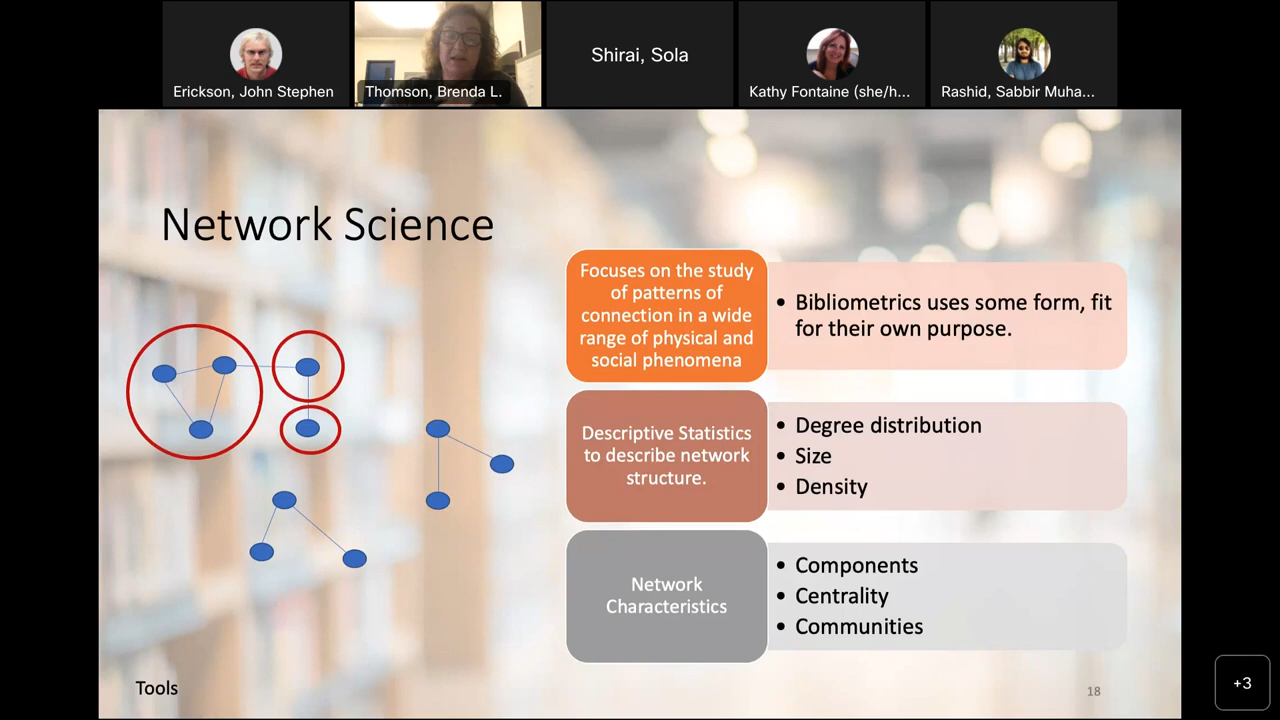 Erickson, John Stephen
Thomson, Brenda L.
Shirai, Sola
Kathy Fontaine (she/h...
Rashid, Sabbir Muha...
Network Science
Focuses on the study
of patterns of
connection in a wide
range of physical and
social phenomena
• Bibliometrics uses some form, fit
for their own purpose.
Descriptive Statistics
to describe network
structure.
• Degree distribution
• Size
• Density
Network
Characteristics
• Components
• Centrality
• Communities
Tools
18
+3